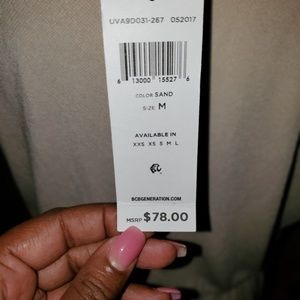 UVA9D031-267 052017
6 13000 15527 6
COLOR SAND
SIZE M
AVAILABLE IN
XXS XS S M L
BCBGENERATION.COM
MSRP $78.00